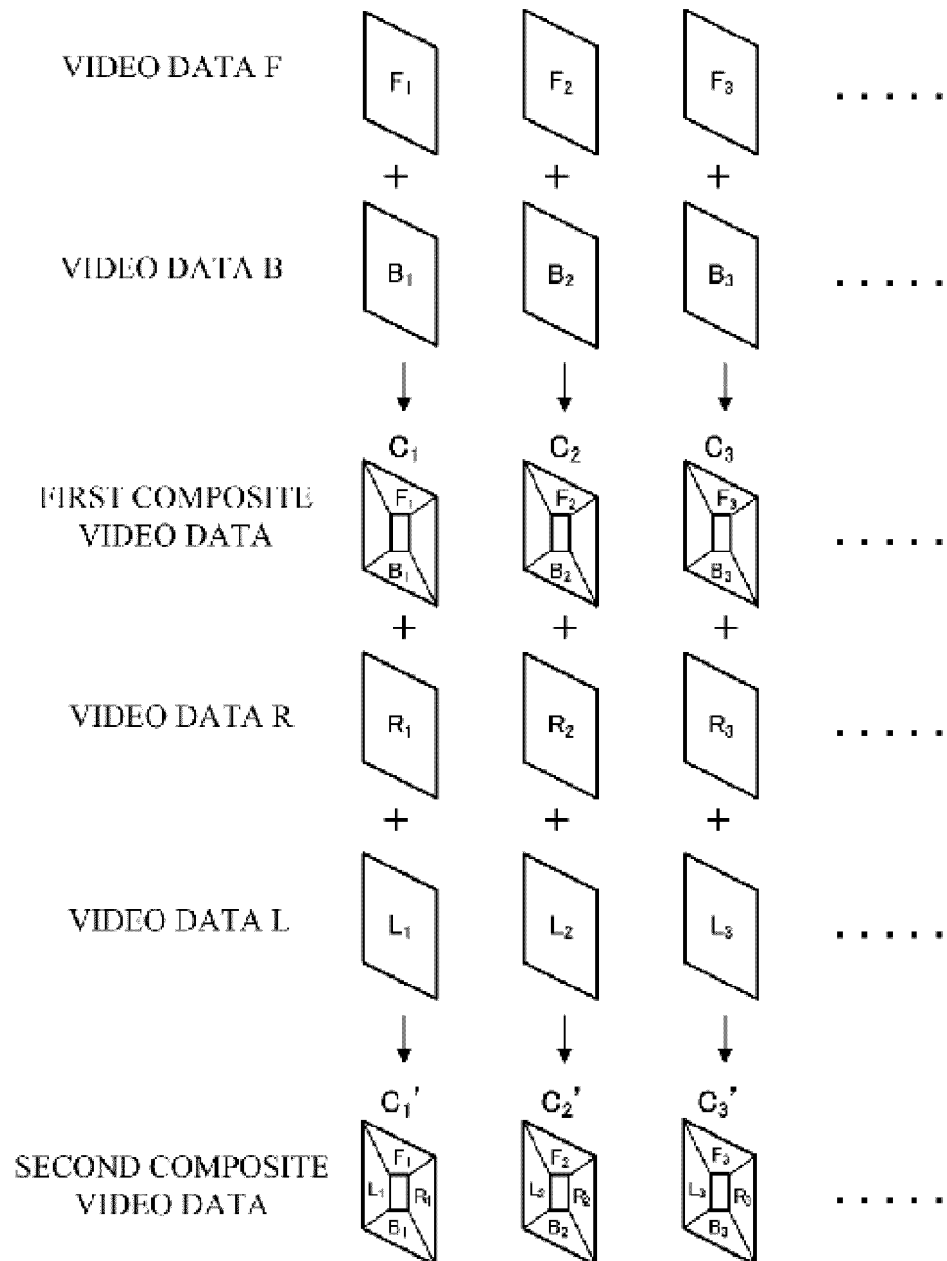 VIDEO DATA F F₁ F₂ F₃ . . . . .
+ + +
VIDEO DATA B B₁ B₂ B₃ . . . . .
C₁ C₂ C₃
FIRST COMPOSITE
VIDEO DATA . . . . .
F₁ F₂ F₃
B₁ B₂ B₃
+ + +
VIDEO DATA R R₁ R₂ R₃ . . . . .
+ + +
VIDEO DATA L L₁ L₂ L₃ . . . . .
C₁' C₂' C₃'
SECOND COMPOSITE
VIDEO DATA . . . . .
F₁ F₂ F₃
L₁ R₁ L₂ R₂ L₃ R₃
B₁ B₂ B₃